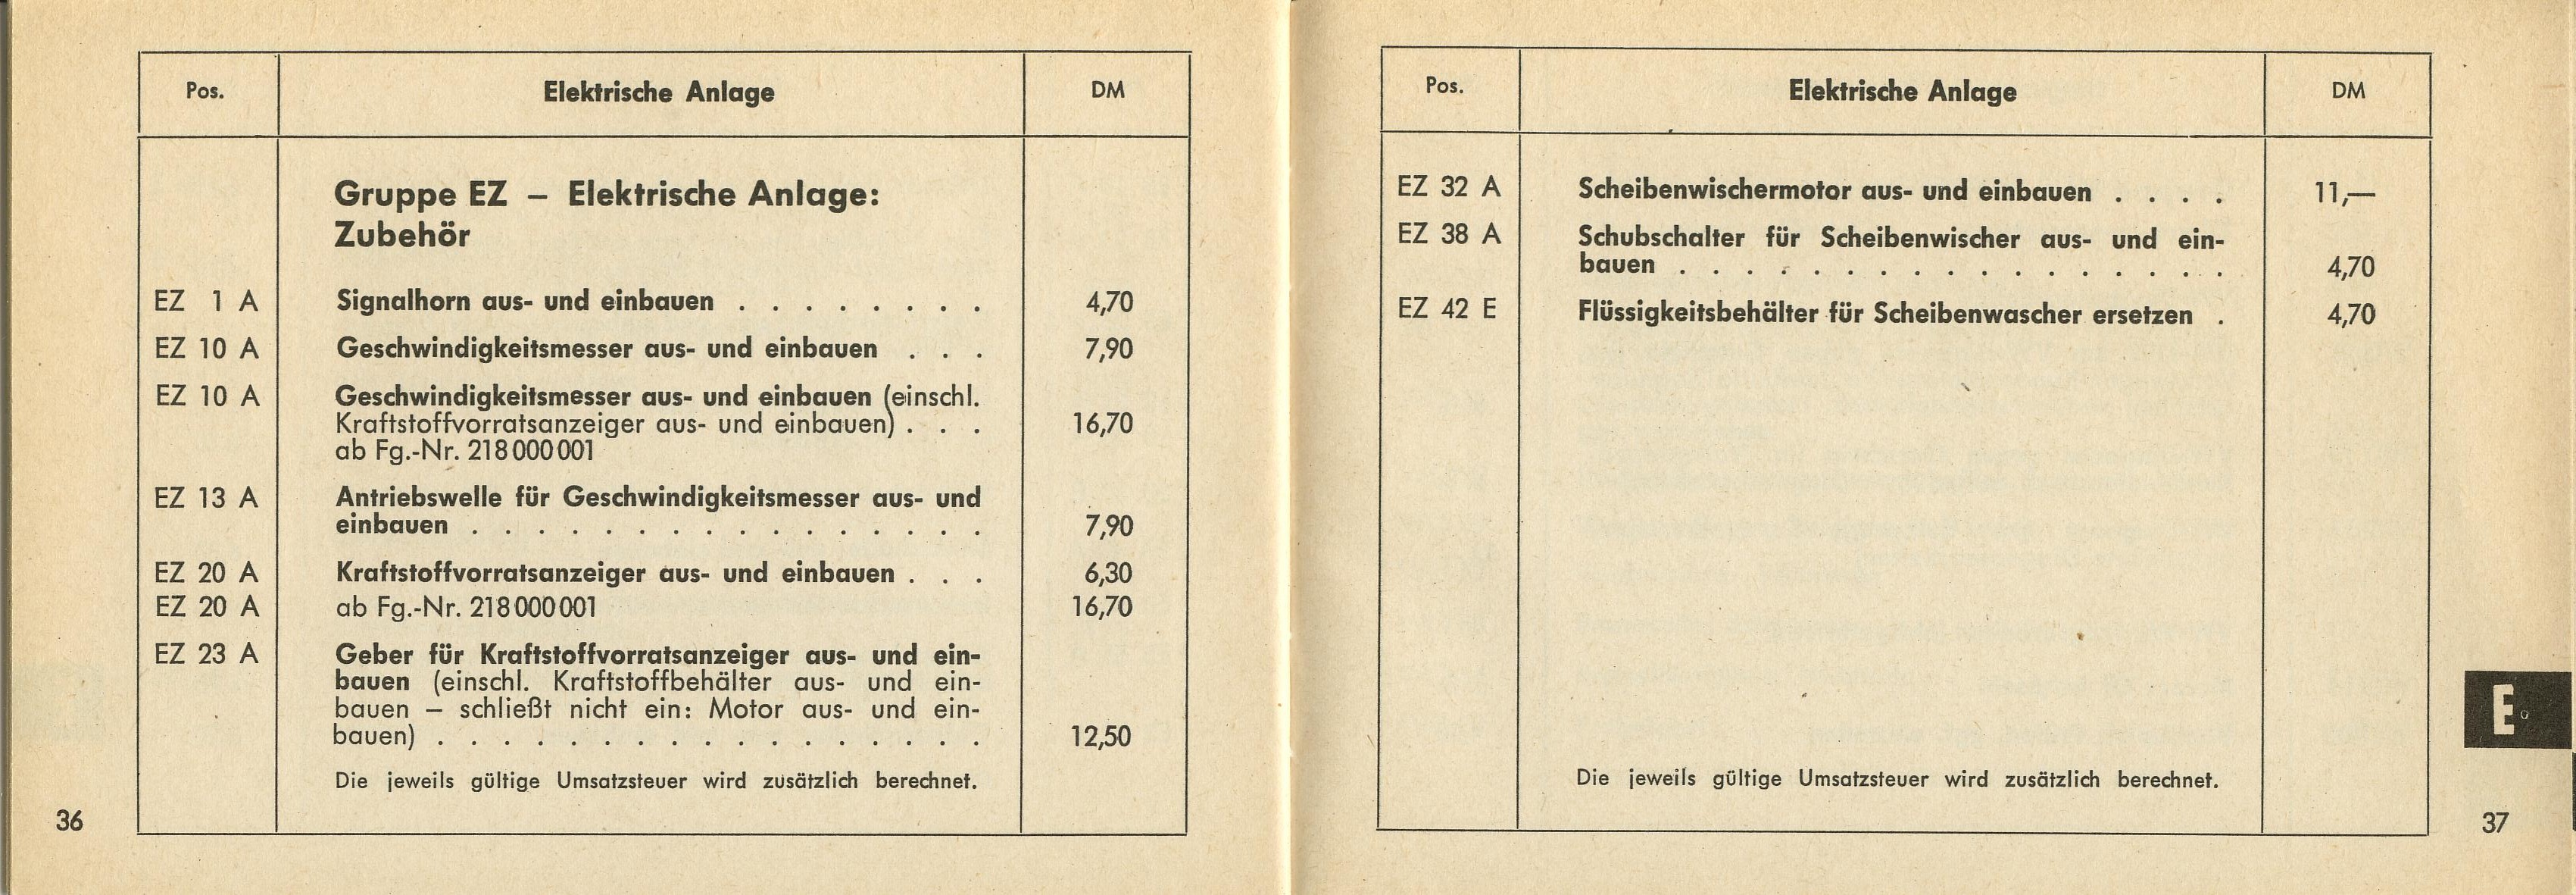 Pos. Elektrische Anlage DM
Gruppe EZ – Elektrische Anlage:
Zubehör
EZ 1 A Signalhorn aus- und einbauen . . . . . . . . 4,70
EZ 10 A Geschwindigkeitsmesser aus- und einbauen . . . 7,90
EZ 10 A Geschwindigkeitsmesser aus- und einbauen (einschl.
Kraftstoffvorratsanzeiger aus- und einbauen) . . . 16,70
ab Fg.-Nr. 218 000 001
EZ 13 A Antriebswelle für Geschwindigkeitsmesser aus- und
einbauen . . . . . . . . . . . . . . . . 7,90
EZ 20 A Kraftstoffvorratsanzeiger aus- und einbauen . . . 6,30
EZ 20 A ab Fg.-Nr. 218 000 001 16,70
EZ 23 A Geber für Kraftstoffvorratsanzeiger aus- und ein-
bauen (einschl. Kraftstoffbehälter aus- und ein-
bauen – schließt nicht ein: Motor aus- und ein-
bauen) . . . . . . . . . . . . . . . . . 12,50
Die jeweils gültige Umsatzsteuer wird zusätzlich berechnet.
36
Pos. Elektrische Anlage DM
EZ 32 A Scheibenwischermotor aus- und einbauen . . . . 11,—
EZ 38 A Schubschalter für Scheibenwischer aus- und ein-
bauen . . . . . . . . . . . . . . . . . 4,70
EZ 42 E Flüssigkeitsbehälter für Scheibenwascher ersetzen . 4,70
E
Die jeweils gültige Umsatzsteuer wird zusätzlich berechnet.
37